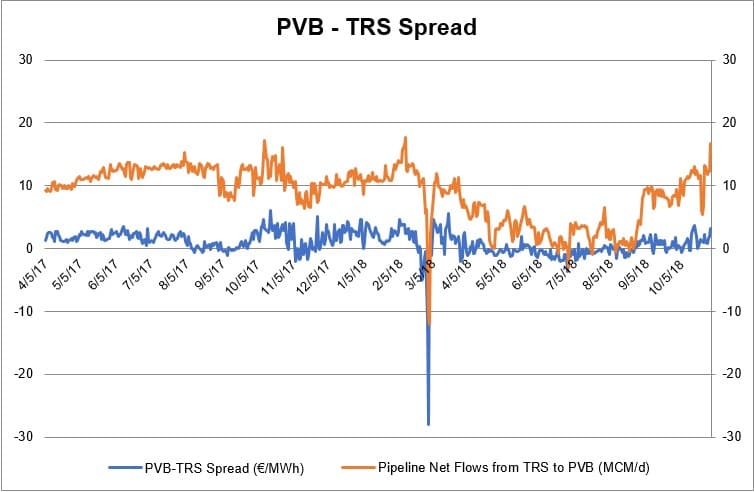 PVB - TRS Spread
30 30
20 20
10 10
0 0
-10 -10
-20 -20
-30 -30
4/5/17 5/5/17 6/5/17 7/5/17 8/5/17 9/5/17 10/5/17 11/5/17 12/5/17 1/5/18 2/5/18 3/5/18 4/5/18 5/5/18 6/5/18 7/5/18 8/5/18 9/5/18 10/5/18
PVB-TRS Spread (€/MWh) Pipeline Net Flows from TRS to PVB (MCM/d)